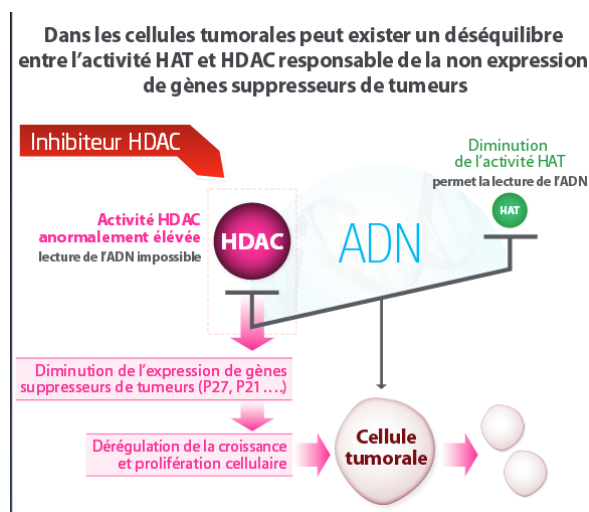 Dans les cellules tumorales peut exister un déséquilibre
entre l'activité HAT et HDAC responsable de la non expression
de gènes suppresseurs de tumeurs
Inhibiteur HDAC
Diminution
de l'activité HAT
permet la lecture de l'ADN
HAT
Activité HDAC
anormalement élévée
lecture de l'ADN impossible
HDAC
ADN
Diminution de l'expression de gènes
suppresseurs de tumeurs (P27, P21 ....)
Dérégulation de la croissance
et prolifération cellulaire
Cellule
tumorale